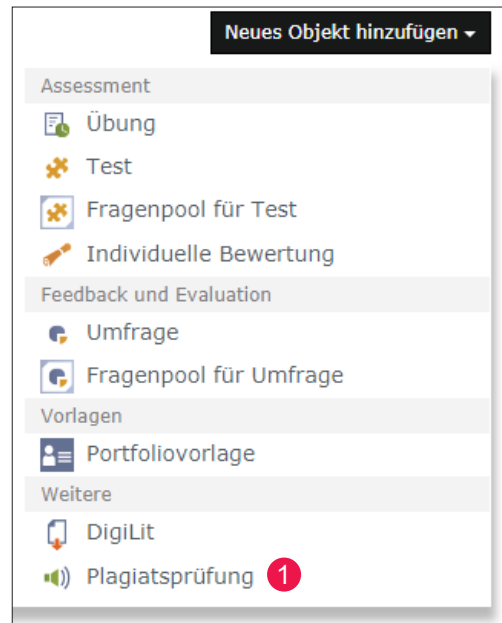 Neues Objekt hinzufügen
Assessment
Übung
Test
Fragenpool für Test
Individuelle Bewertung
Feedback und Evaluation
Umfrage
Fragenpool für Umfrage
Vorlagen
Portfoliovorlage
Weitere
DigiLit
Plagiatsprüfung 1